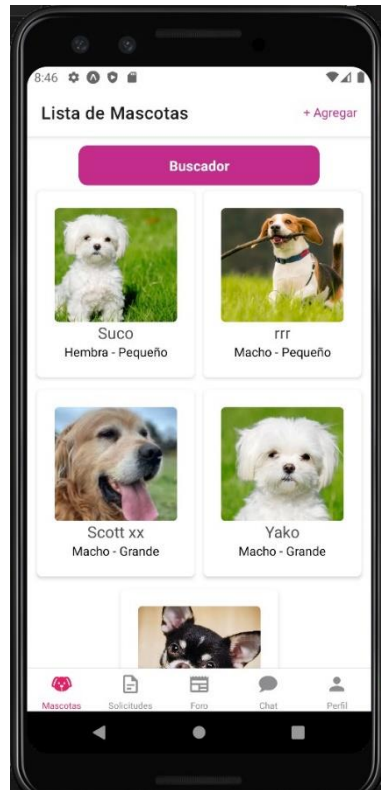 8:46
Lista de Mascotas
+ Agregar
Buscador
Suco
Hembra - Pequeño
rrr
Macho - Pequeño
Scott xx
Macho - Grande
Yako
Macho - Grande
Mascotas
Solicitudes
Foro
Chat
Perfil